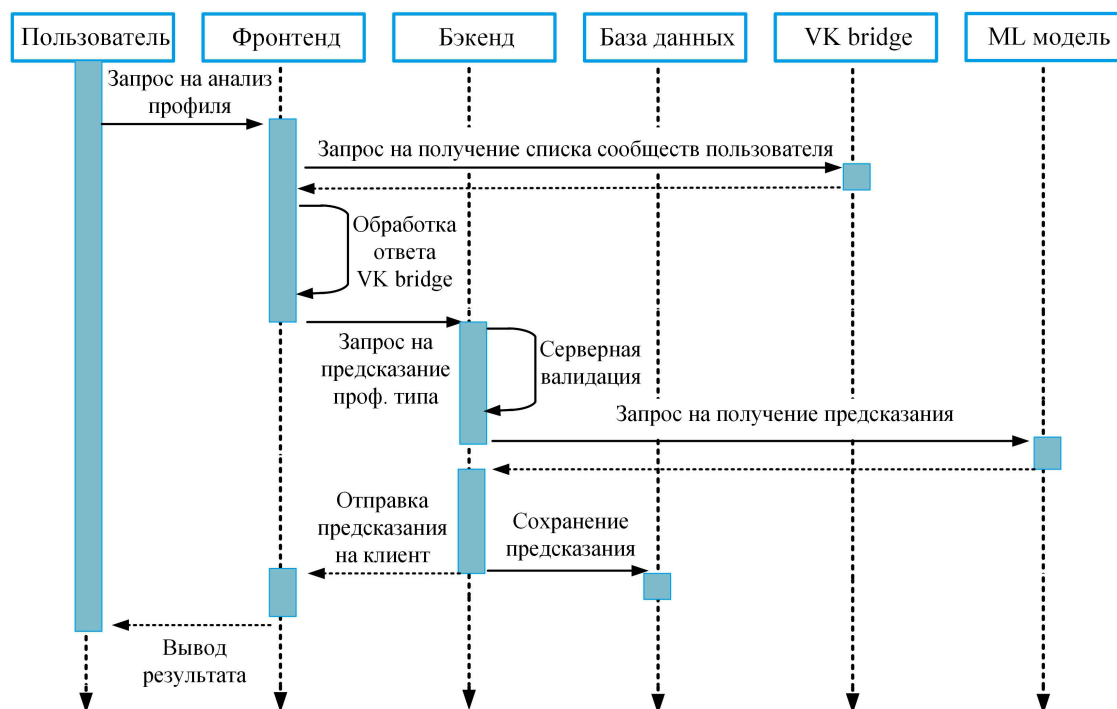 Пользователь
Фронтенд
Бэкенд
База данных
VK bridge
ML модель
Запрос на анализ
профиля
Запрос на получение списка сообществ пользователя
Обработка
ответа
VK bridge
Запрос на
предсказание
проф. типа
Серверная
валидация
Запрос на получение предсказания
Отправка
предсказания
на клиент
Сохранение
предсказания
Вывод
результата